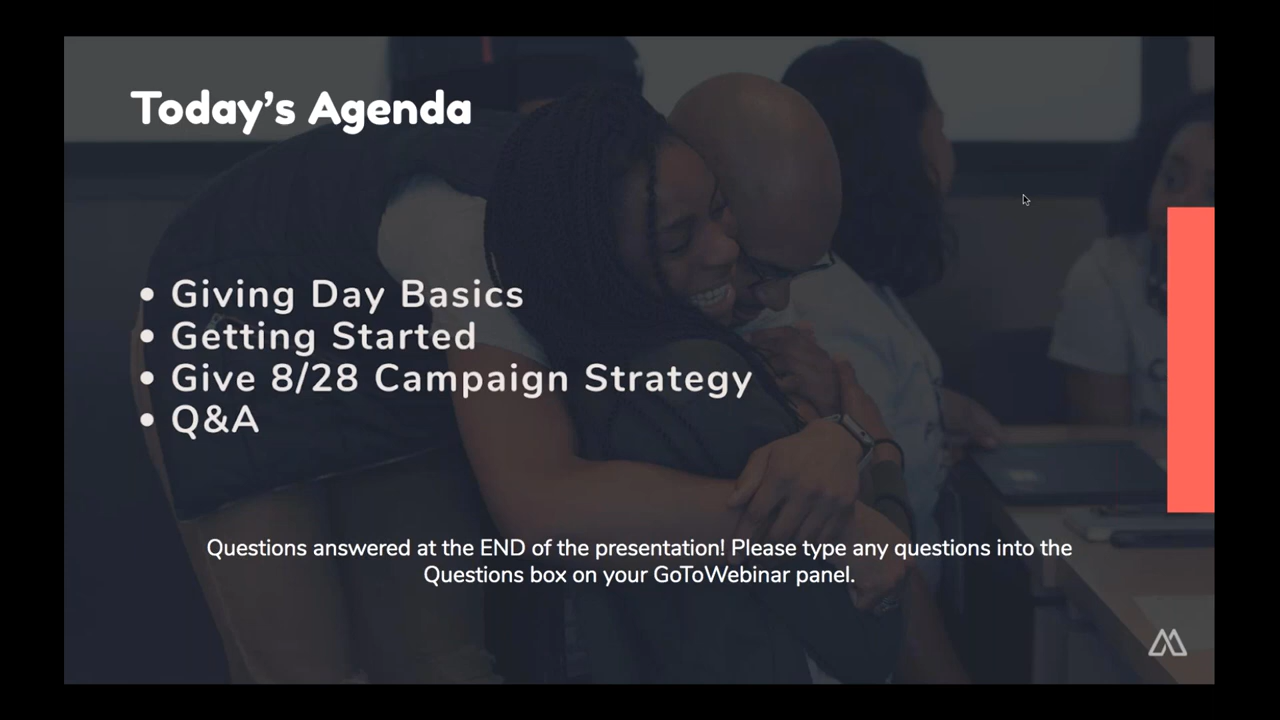 Today's Agenda
• Giving Day Basics
• Getting Started
• Give 8/28 Campaign Strategy
• Q&A
Questions answered at the END of the presentation! Please type any questions into the
Questions box on your GoToWebinar panel.